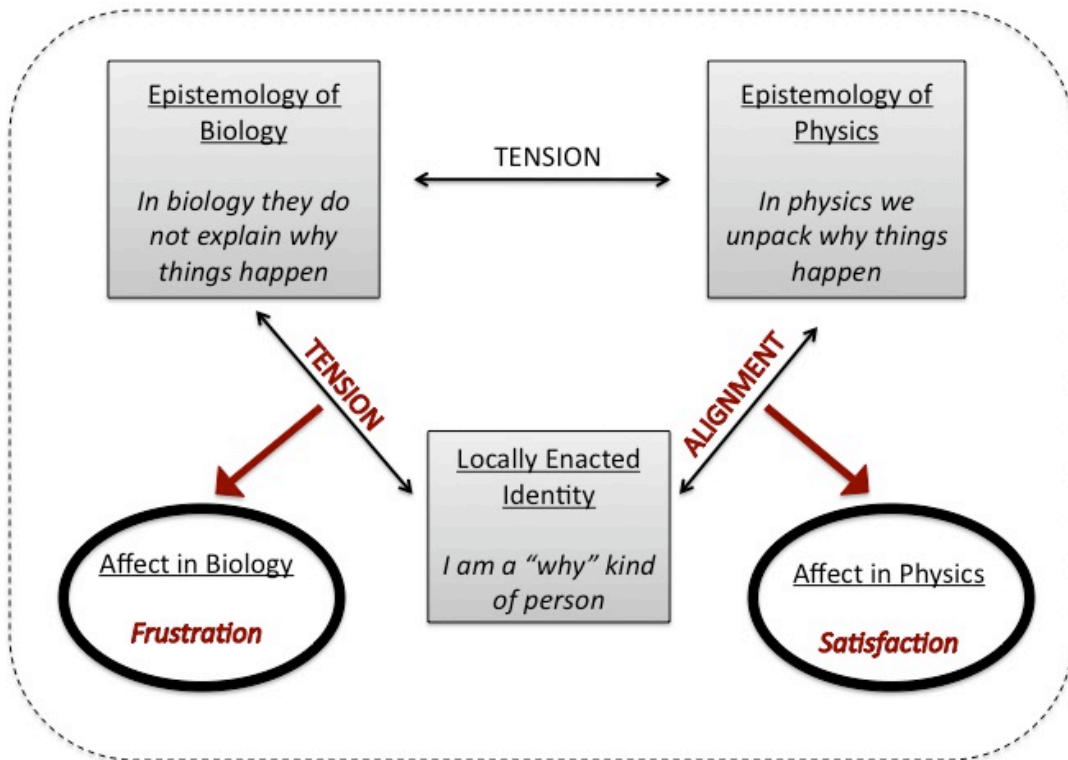 Epistemology of
Biology
In biology they do
not explain why
things happen
TENSION
Epistemology of
Physics
In physics we
unpack why things
happen
TENSION
ALIGNMENT
Locally Enacted
Identity
I am a “why” kind
of person
Affect in Biology
Frustration
Affect in Physics
Satisfaction